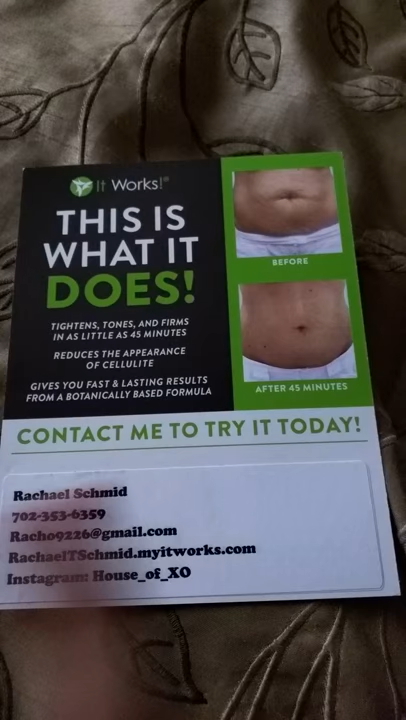 It Works!®
THIS IS
WHAT IT
DOES!
TIGHTENS, TONES, AND FIRMS
IN AS LITTLE AS 45 MINUTES
REDUCES THE APPEARANCE
OF CELLULITE
GIVES YOU FAST & LASTING RESULTS
FROM A BOTANICALLY BASED FORMULA
BEFORE
AFTER 45 MINUTES
CONTACT ME TO TRY IT TODAY!
Rachael Schmid
702-353-6359
Racho9226@gmail.com
RachaelTSchmid.myitworks.com
Instagram: House_of_XO